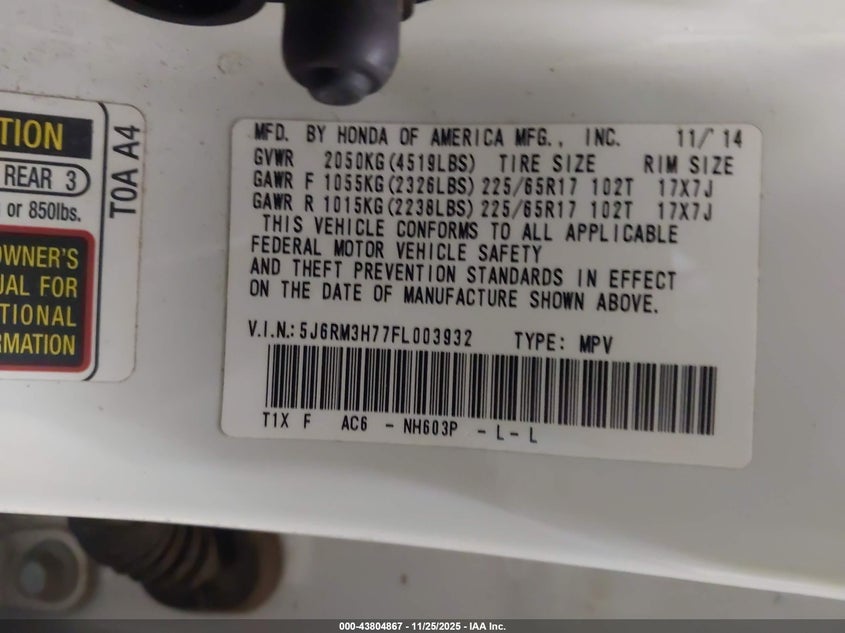 TION
REAR 3
or 850lbs.
OWNER'S
UAL FOR
TIONAL
RMATION
T0A A4
MFD. BY HONDA OF AMERICA MFG., INC. 11/'14
GVWR 2050KG(4519LBS) TIRE SIZE RIM SIZE
GAWR F 1055KG(2326LBS) 225/65R17 102T 17X7J
GAWR R 1015KG(2238LBS) 225/65R17 102T 17X7J
THIS VEHICLE CONFORMS TO ALL APPLICABLE
FEDERAL MOTOR VEHICLE SAFETY
AND THEFT PREVENTION STANDARDS IN EFFECT
ON THE DATE OF MANUFACTURE SHOWN ABOVE.
V.I.N.: 5J6RM3H77FL003932 TYPE: MPV
T1X F AC6 - NH603P - L - L
000-43804867 - 11/25/2025 - IAA Inc.